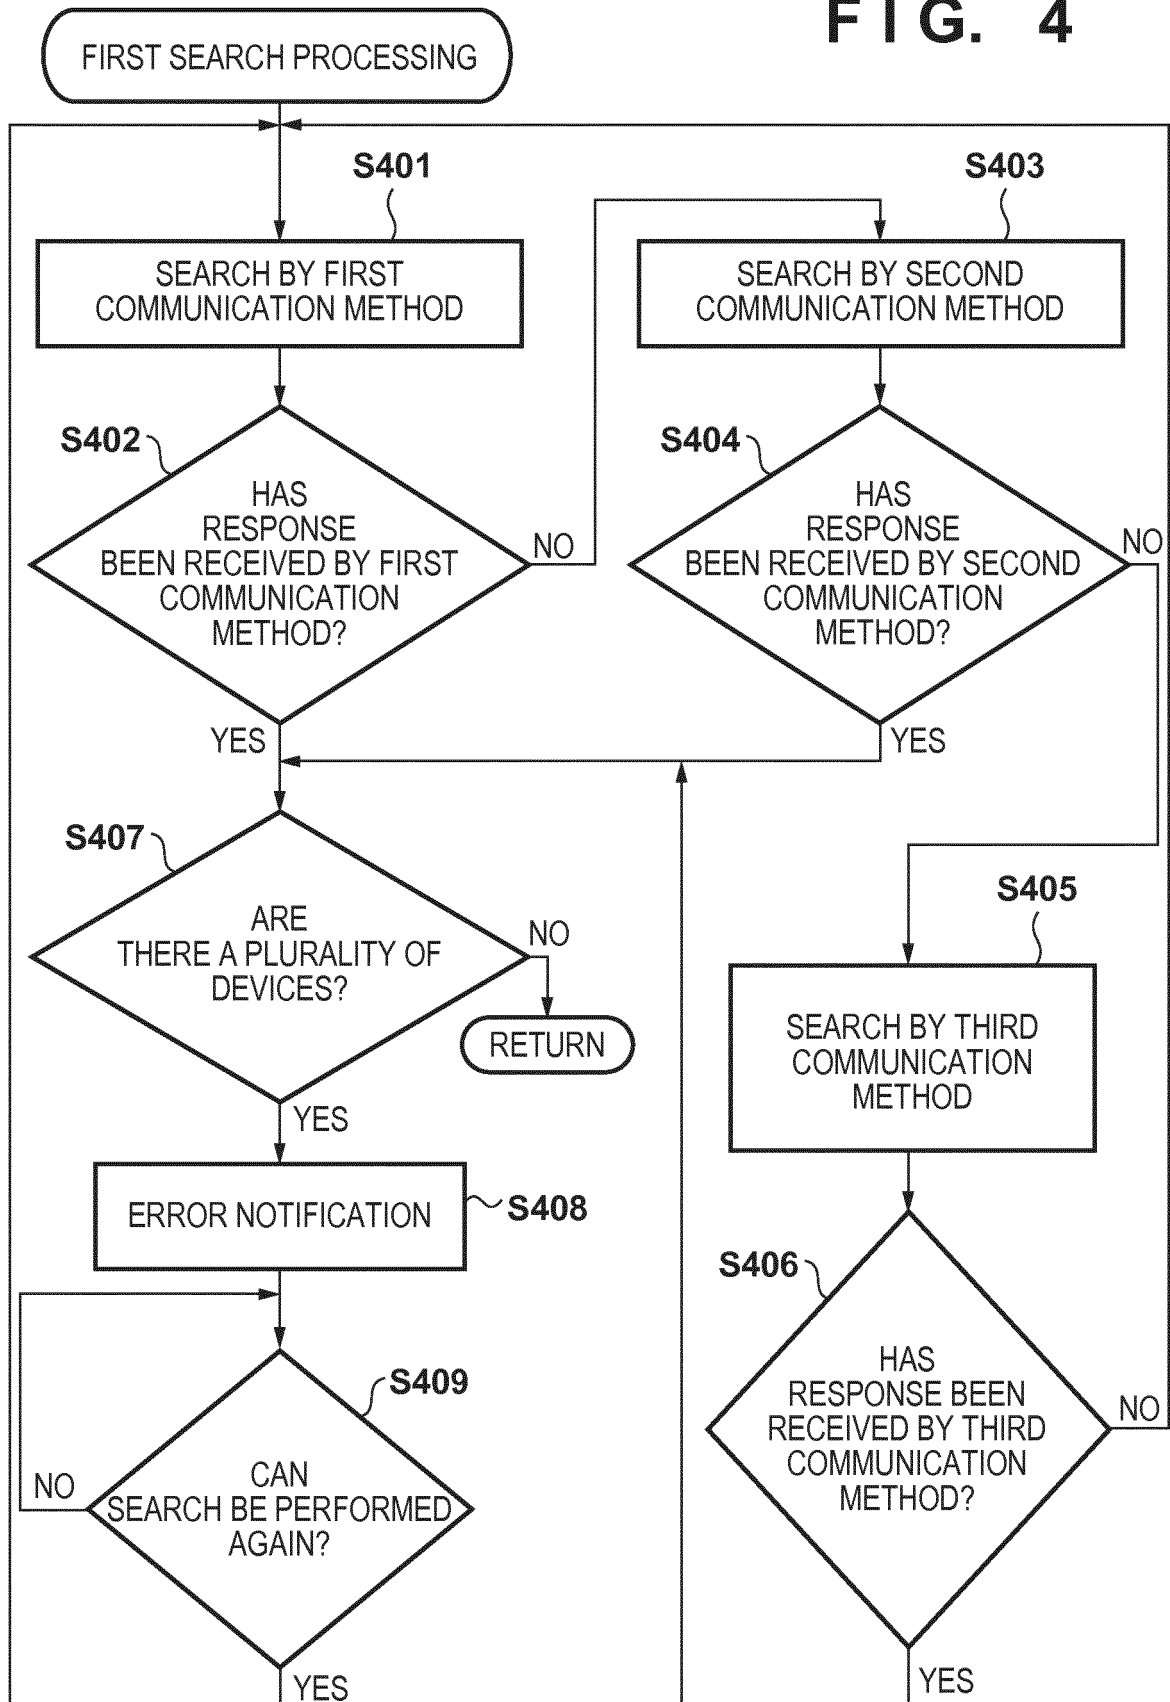 FIG. 4
FIRST SEARCH PROCESSING
S401
SEARCH BY FIRST
COMMUNICATION METHOD
S402
HAS
RESPONSE
BEEN RECEIVED BY FIRST
COMMUNICATION
METHOD?
NO
YES
S403
SEARCH BY SECOND
COMMUNICATION METHOD
S404
HAS
RESPONSE
BEEN RECEIVED BY SECOND
COMMUNICATION
METHOD?
NO
YES
S407
ARE
THERE A PLURALITY OF
DEVICES?
NO
RETURN
YES
S405
SEARCH BY THIRD
COMMUNICATION
METHOD
ERROR NOTIFICATION
S408
S406
HAS
RESPONSE BEEN
RECEIVED BY THIRD
COMMUNICATION
METHOD?
NO
YES
S409
CAN
SEARCH BE PERFORMED
AGAIN?
NO
YES